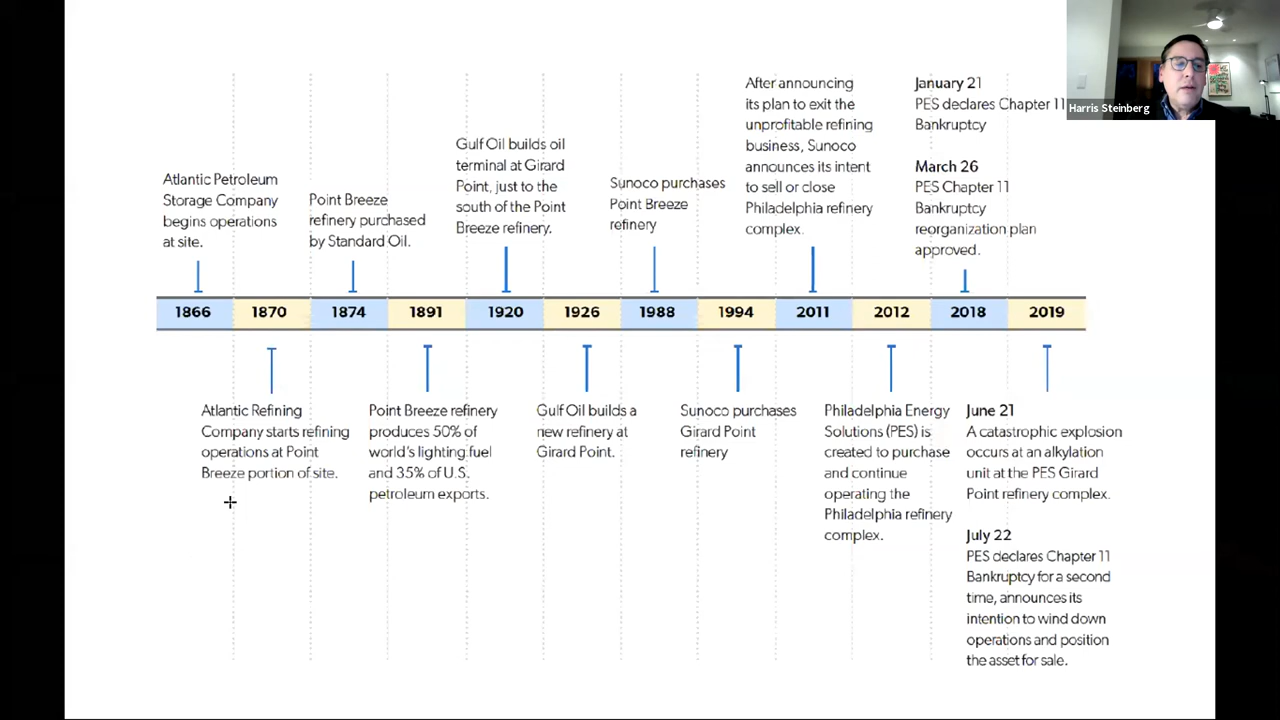 Harris Steinberg
Atlantic Petroleum
Storage Company
begins operations
at site.
Point Breeze
refinery purchased
by Standard Oil.
Gulf Oil builds oil
terminal at Girard
Point, just to the
south of the Point
Breeze refinery.
Sunoco purchases
Point Breeze
refinery
After announcing
its plan to exit the
unprofitable refining
business, Sunoco
announces its intent
to sell or close
Philadelphia refinery
complex.
January 21
PES declares Chapter 11
Bankruptcy
March 26
PES Chapter 11
Bankruptcy
reorganization plan
approved.
1866 1870 1874 1891 1920 1926 1988 1994 2011 2012 2018 2019
Atlantic Refining
Company starts refining
operations at Point
Breeze portion of site.
Point Breeze refinery
produces 50% of
world's lighting fuel
and 35% of U.S.
petroleum exports.
Gulf Oil builds a
new refinery at
Girard Point.
Sunoco purchases
Girard Point
refinery
Philadelphia Energy
Solutions (PES) is
created to purchase
and continue
operating the
Philadelphia refinery
complex.
June 21
A catastrophic explosion
occurs at an alkylation
unit at the PES Girard
Point refinery complex.
July 22
PES declares Chapter 11
Bankruptcy for a second
time, announces its
intention to wind down
operations and position
the asset for sale.